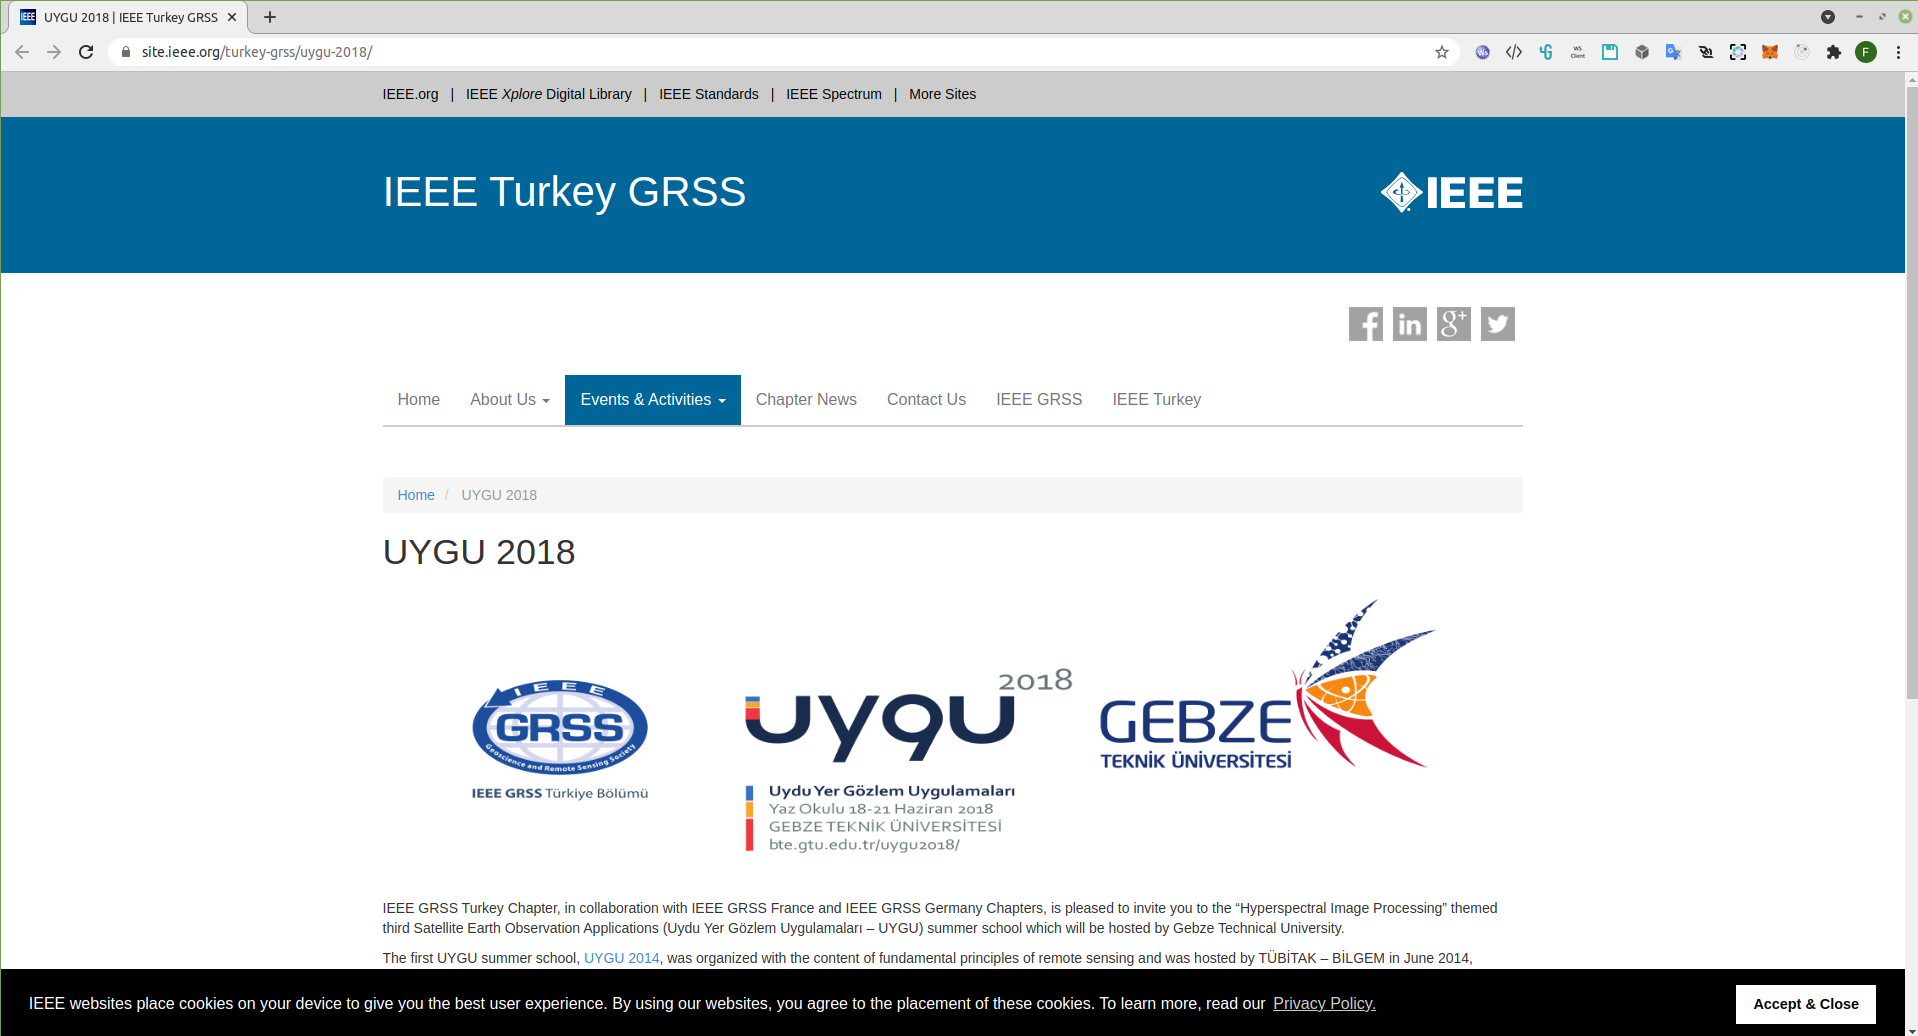 UYGU 2018 | IEEE Turkey GRSS
site.ieee.org/turkey-grss/uygu-2018/
IEEE.org | IEEE Xplore Digital Library | IEEE Standards | IEEE Spectrum | More Sites
IEEE Turkey GRSS
IEEE
Home About Us Events & Activities Chapter News Contact Us IEEE GRSS IEEE Turkey
Home / UYGU 2018
UYGU 2018
IEEE
GRSS
Geoscience and Remote Sensing Society
IEEE GRSS Türkiye Bölümü
2018
uygu
Uydu Yer Gözlem Uygulamaları
Yaz Okulu 18-21 Haziran 2018
GEBZE TEKNİK ÜNİVERSİTESİ
bte.gtu.edu.tr/uygu2018/
GEBZE
TEKNİK ÜNİVERSİTESİ
IEEE GRSS Turkey Chapter, in collaboration with IEEE GRSS France and IEEE GRSS Germany Chapters, is pleased to invite you to the “Hyperspectral Image Processing” themed
third Satellite Earth Observation Applications (Uydu Yer Gözlem Uygulamaları – UYGU) summer school which will be hosted by Gebze Technical University.
The first UYGU summer school, UYGU 2014, was organized with the content of fundamental principles of remote sensing and was hosted by TÜBİTAK – BİLGEM in June 2014,
IEEE websites place cookies on your device to give you the best user experience. By using our websites, you agree to the placement of these cookies. To learn more, read our Privacy Policy.
Accept & Close